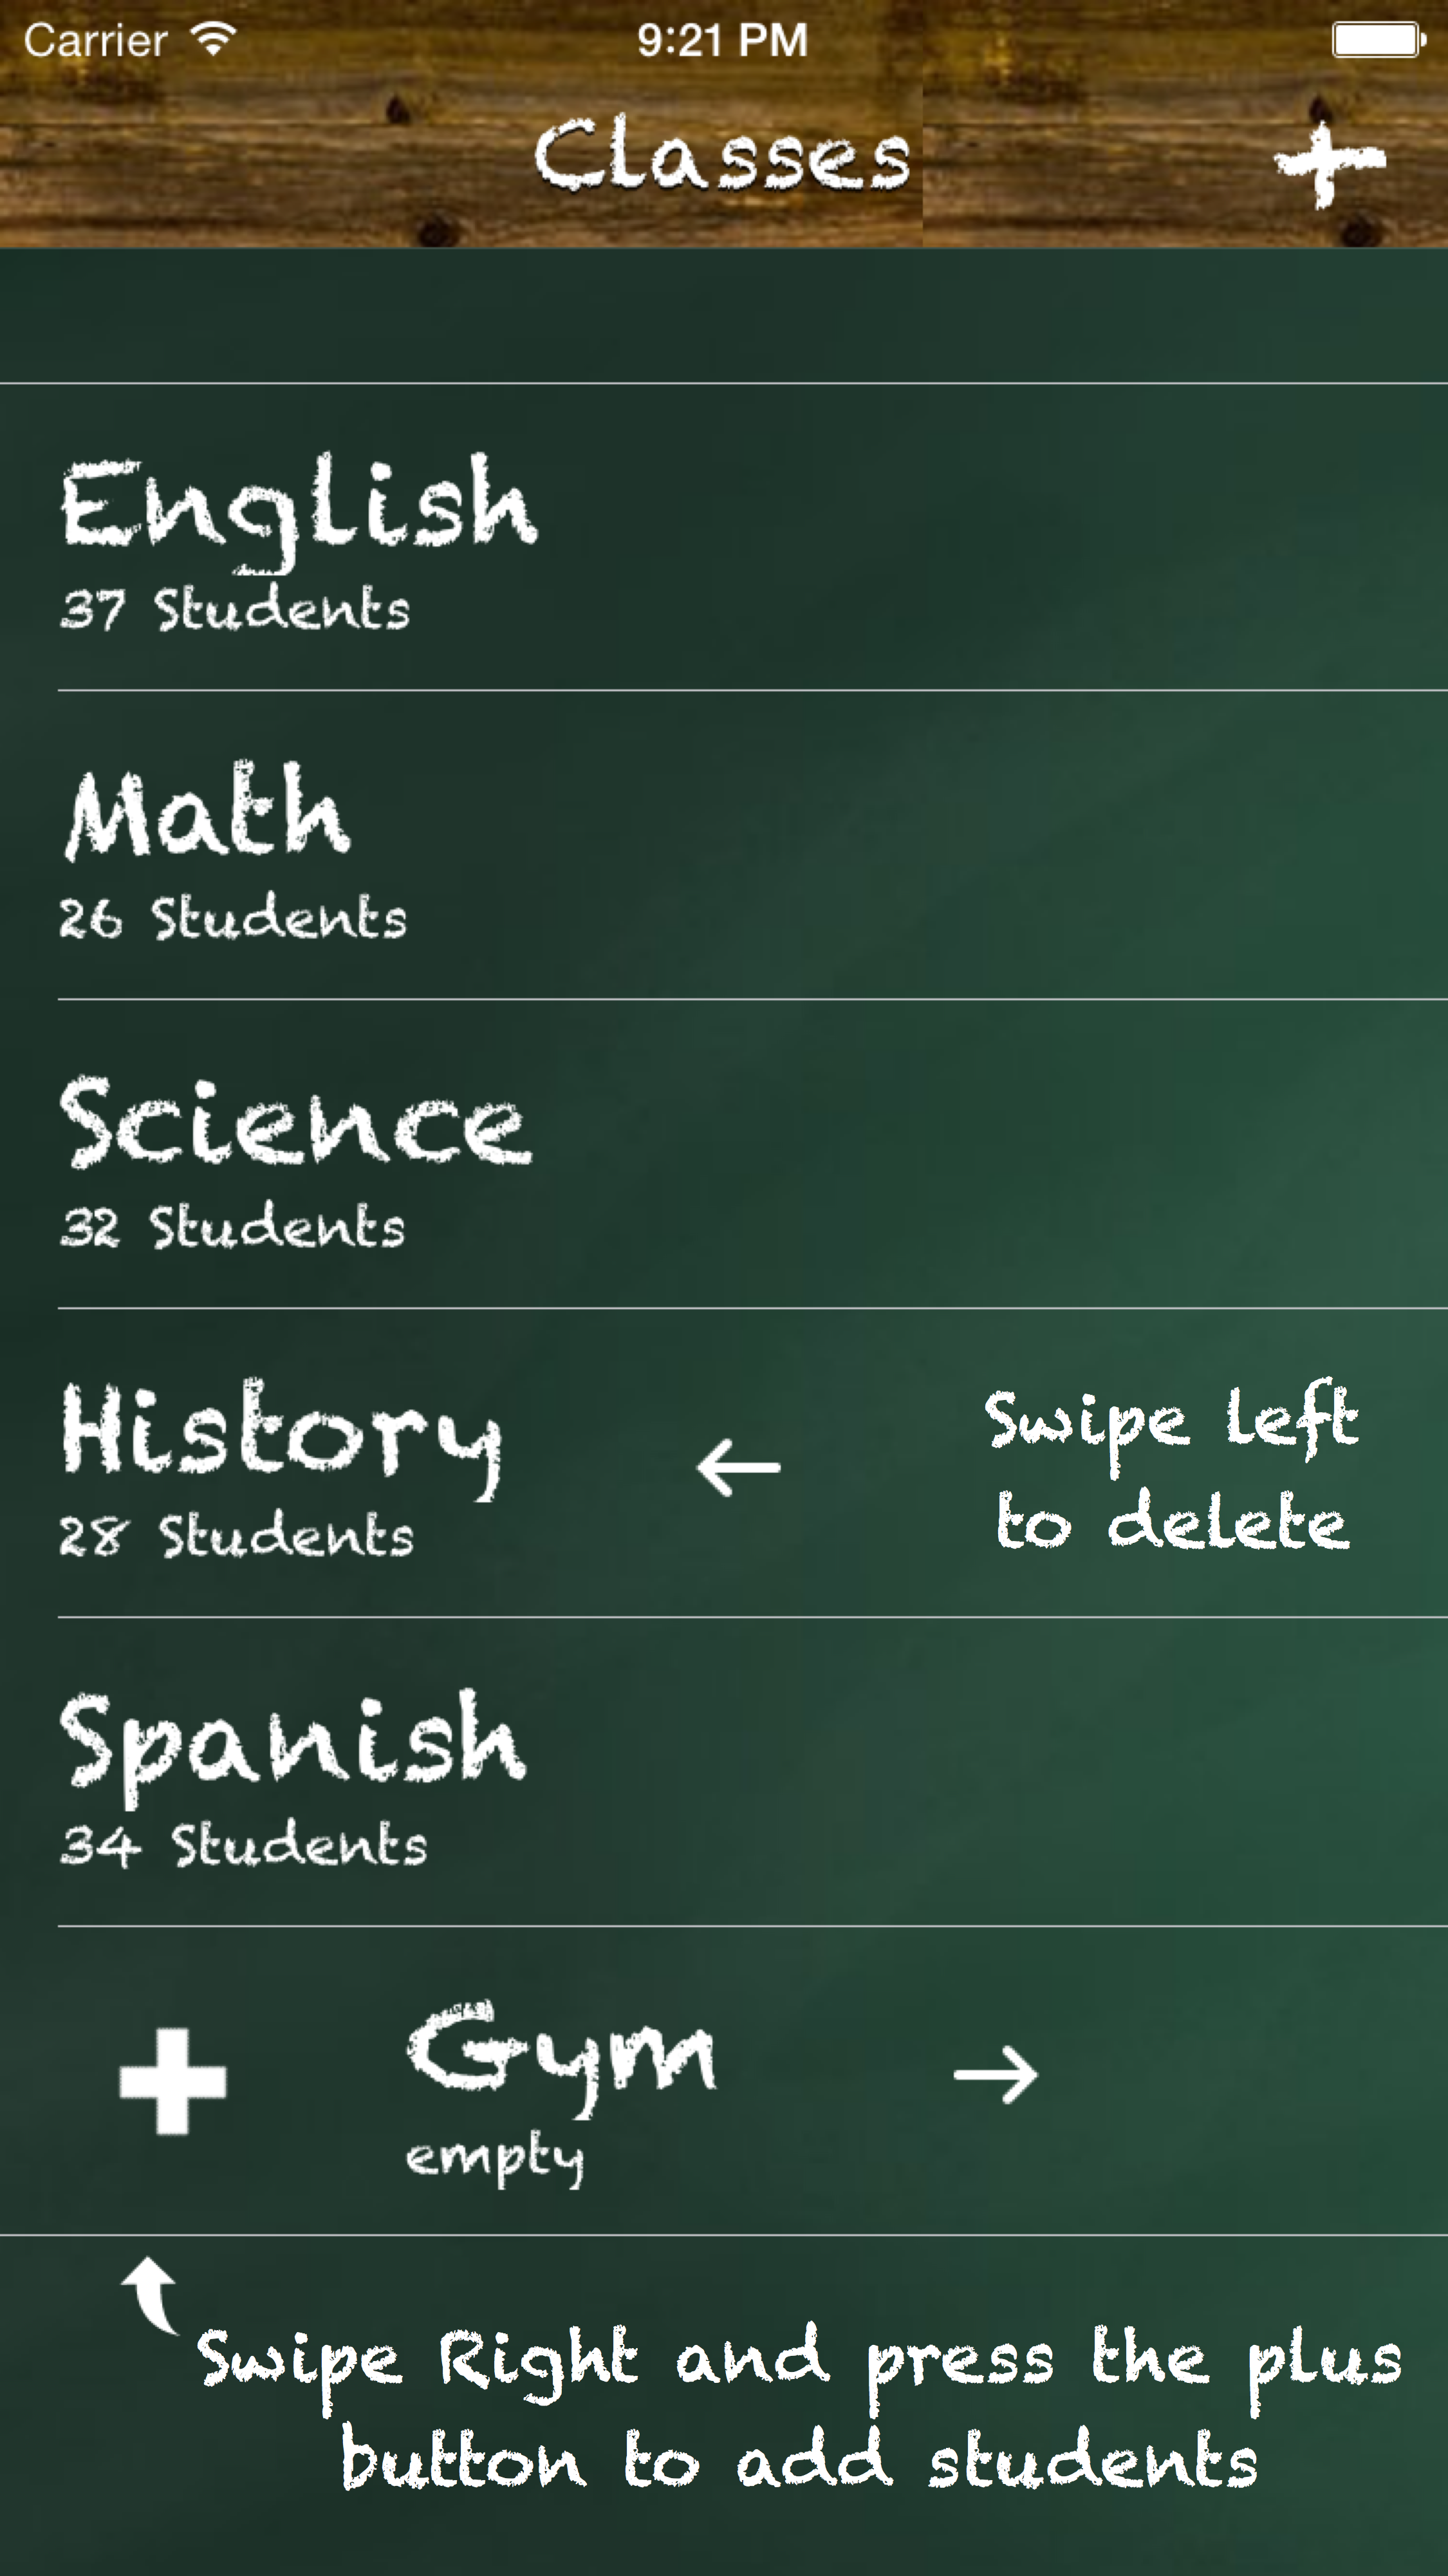 Carrier 9:21 PM
Classes +
English
37 Students
Math
26 Students
Science
32 Students
History
28 Students
Swipe left
to delete
Spanish
34 Students
Gym
empty
Swipe Right and press the plus
button to add students